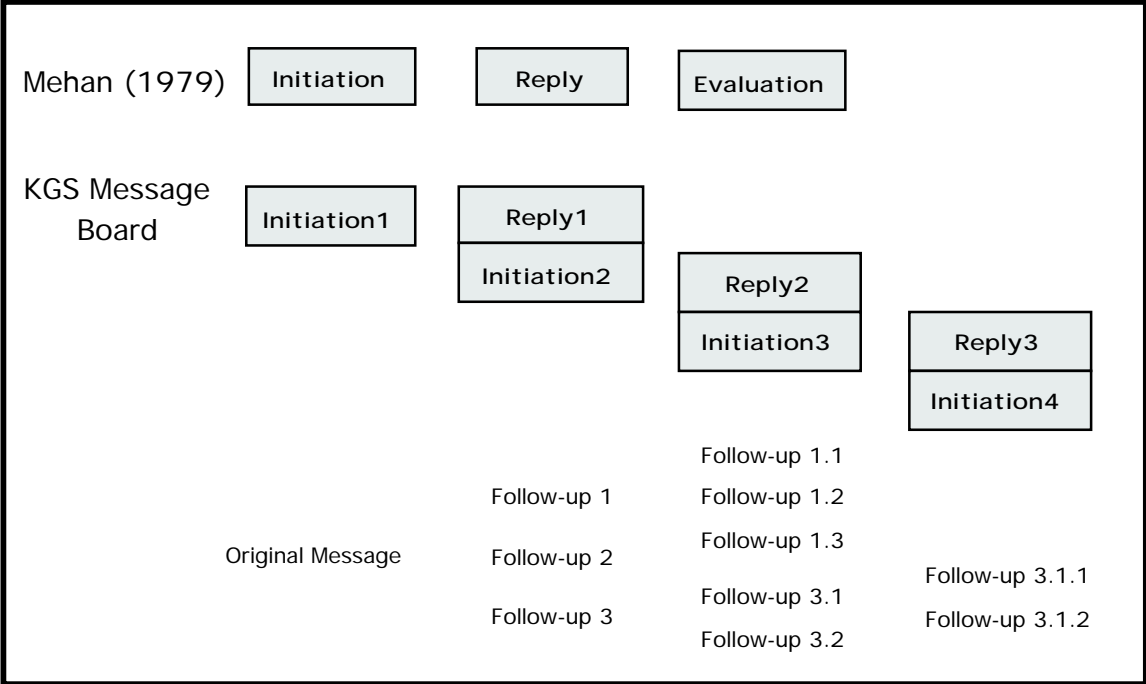 Mehan (1979)
Initiation
Reply
Evaluation
KGS Message
Board
Initiation1
Reply1
Initiation2
Reply2
Initiation3
Reply3
Initiation4
Original Message
Follow-up 1
Follow-up 2
Follow-up 3
Follow-up 1.1
Follow-up 1.2
Follow-up 1.3
Follow-up 3.1
Follow-up 3.2
Follow-up 3.1.1
Follow-up 3.1.2